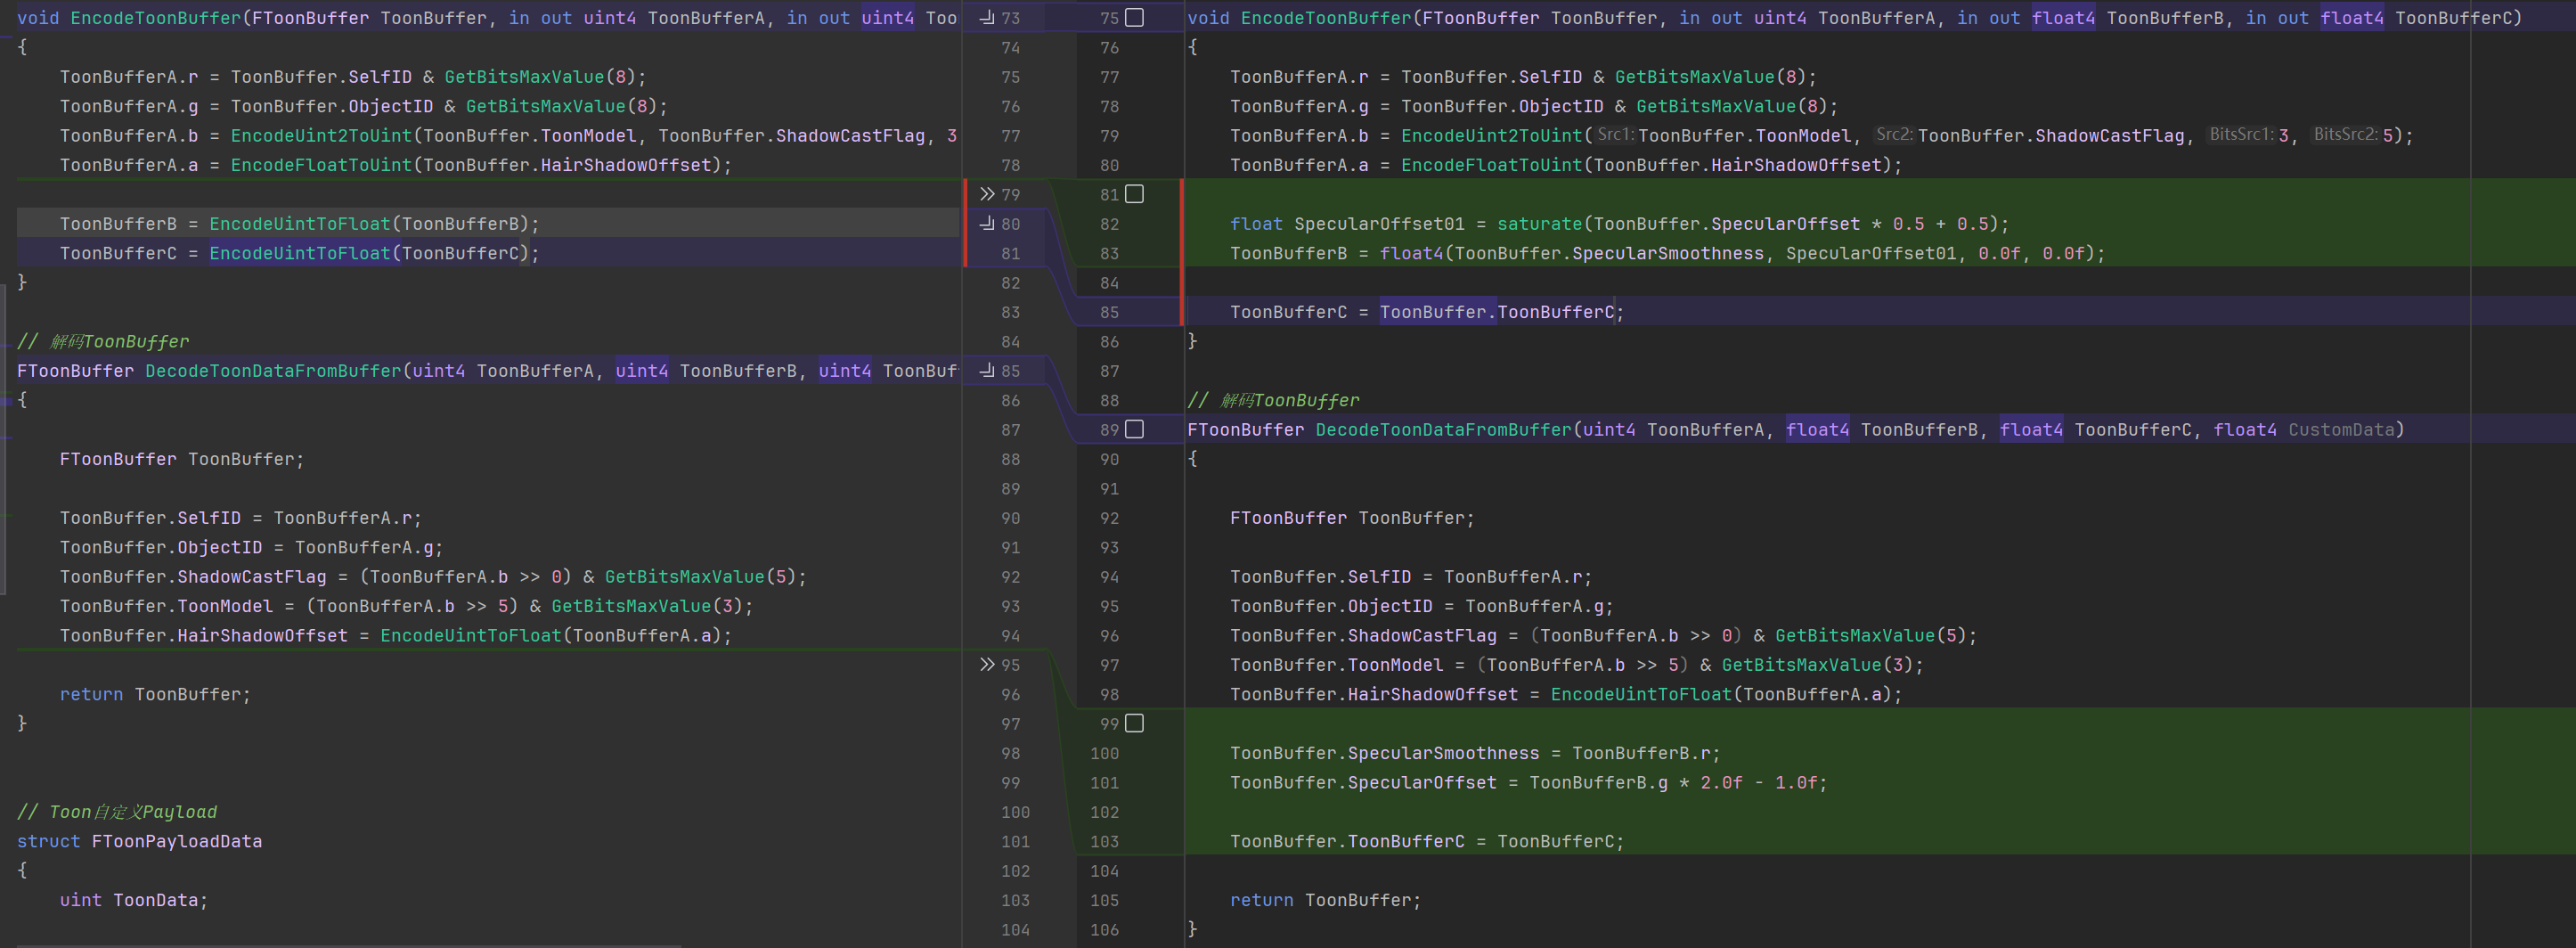 void EncodeToonBuffer(FToonBuffer ToonBuffer, in out uint4 ToonBufferA, in out uint4 Too
{
ToonBufferA.r = ToonBuffer.SelfID & GetBitsMaxValue(8);
ToonBufferA.g = ToonBuffer.ObjectID & GetBitsMaxValue(8);
ToonBufferA.b = EncodeUint2ToUint(ToonBuffer.ToonModel, ToonBuffer.ShadowCastFlag, 3
ToonBufferA.a = EncodeFloatToUint(ToonBuffer.HairShadowOffset);
ToonBufferB = EncodeUintToFloat(ToonBufferB);
ToonBufferC = EncodeUintToFloat(ToonBufferC);
}
// 解码ToonBuffer
FToonBuffer DecodeToonDataFromBuffer(uint4 ToonBufferA, uint4 ToonBufferB, uint4 ToonBuf
{
FToonBuffer ToonBuffer;
ToonBuffer.SelfID = ToonBufferA.r;
ToonBuffer.ObjectID = ToonBufferA.g;
ToonBuffer.ShadowCastFlag = (ToonBufferA.b >> 0) & GetBitsMaxValue(5);
ToonBuffer.ToonModel = (ToonBufferA.b >> 5) & GetBitsMaxValue(3);
ToonBuffer.HairShadowOffset = EncodeUintToFloat(ToonBufferA.a);
return ToonBuffer;
}
// Toon自定义Payload
struct FToonPayloadData
{
uint ToonData;
73 75
74 76
75 77
76 78
77 79
78 80
79 81
80 82
81 83
82 84
83 85
84 86
85 87
86 88
87 89
88 90
89 91
90 92
91 93
92 94
93 95
94 96
95 97
96 98
97 99
98 100
99 101
100 102
101 103
102 104
103 105
104 106
void EncodeToonBuffer(FToonBuffer ToonBuffer, in out uint4 ToonBufferA, in out float4 ToonBufferB, in out float4 ToonBufferC)
{
ToonBufferA.r = ToonBuffer.SelfID & GetBitsMaxValue(8);
ToonBufferA.g = ToonBuffer.ObjectID & GetBitsMaxValue(8);
ToonBufferA.b = EncodeUint2ToUint(Src1: ToonBuffer.ToonModel, Src2: ToonBuffer.ShadowCastFlag, BitsSrc1: 3, BitsSrc2: 5);
ToonBufferA.a = EncodeFloatToUint(ToonBuffer.HairShadowOffset);
float SpecularOffset01 = saturate(ToonBuffer.SpecularOffset * 0.5 + 0.5);
ToonBufferB = float4(ToonBuffer.SpecularSmoothness, SpecularOffset01, 0.0f, 0.0f);
ToonBufferC = ToonBuffer.ToonBufferC;
}
// 解码ToonBuffer
FToonBuffer DecodeToonDataFromBuffer(uint4 ToonBufferA, float4 ToonBufferB, float4 ToonBufferC, float4 CustomData)
{
FToonBuffer ToonBuffer;
ToonBuffer.SelfID = ToonBufferA.r;
ToonBuffer.ObjectID = ToonBufferA.g;
ToonBuffer.ShadowCastFlag = (ToonBufferA.b >> 0) & GetBitsMaxValue(5);
ToonBuffer.ToonModel = (ToonBufferA.b >> 5) & GetBitsMaxValue(3);
ToonBuffer.HairShadowOffset = EncodeUintToFloat(ToonBufferA.a);
ToonBuffer.SpecularSmoothness = ToonBufferB.r;
ToonBuffer.SpecularOffset = ToonBufferB.g * 2.0f - 1.0f;
ToonBuffer.ToonBufferC = ToonBufferC;
return ToonBuffer;
}